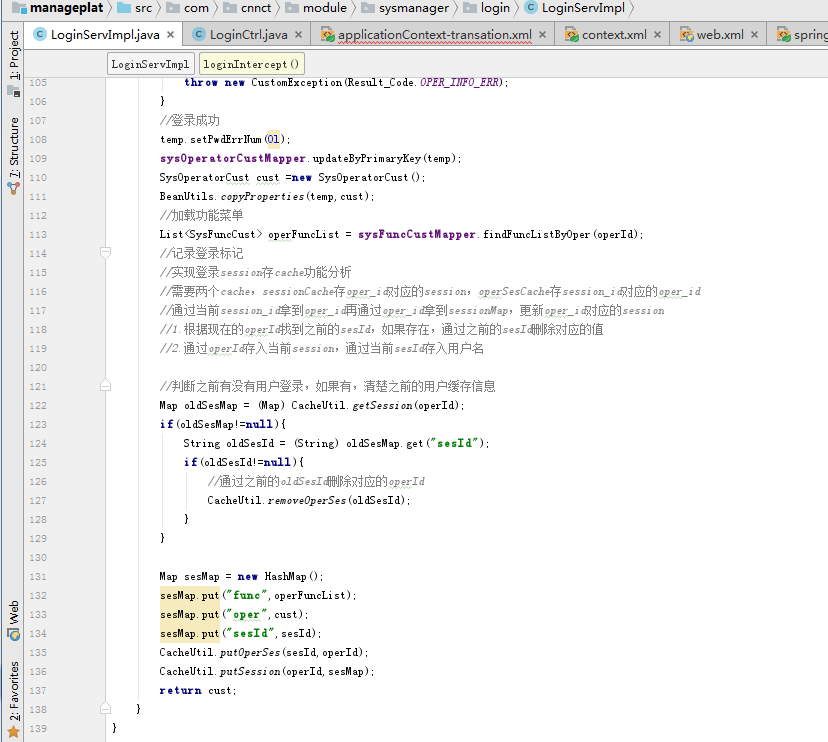 manageplat src com cnnct module sysmanager login LoginServImpl
LoginServImpl.java × LoginCtrl.java × applicationContext-transation.xml × context.xml × web.xml × spring
LoginServImpl loginIntercept()
1: Project
7: Structure
Web
2: Favorites
105 throw new CustomException(Result_Code.OPER_INFO_ERR);
106 }
107 //登录成功
108 temp.setPwdErrNum(0l);
109 sysOperatorCustMapper.updateByPrimaryKey(temp);
110 SysOperatorCust cust =new SysOperatorCust();
111 BeanUtils.copyProperties(temp,cust);
112 //加载功能菜单
113 List<SysFuncCust> operFuncList = sysFuncCustMapper.findFuncListByOper(operId);
114 //记录登录标记
115 //实现登录session存cache功能分析
116 //需要两个cache，sessionCache存oper_id对应的session，operSesCache存session_id对应的oper_id
117 //通过当前session_id拿到oper_id再通过oper_id拿到sessionMap，更新oper_id对应的session
118 //1.根据现在的operId找到之前的sesId，如果存在，通过之前的sesId删除对应的值
119 //2.通过operId存入当前session，通过当前sesId存入用户名
120
121 //判断之前有没有用户登录，如果有，清楚之前的用户缓存信息
122 Map oldSesMap = (Map) CacheUtil.getSession(operId);
123 if(oldSesMap!=null){
124 String oldSesId = (String) oldSesMap.get("sesId");
125 if(oldSesId!=null){
126 //通过之前的oldSesId删除对应的operId
127 CacheUtil.removeOperSes(oldSesId);
128 }
129 }
130
131 Map sesMap = new HashMap();
132 sesMap.put("func",operFuncList);
133 sesMap.put("oper",cust);
134 sesMap.put("sesId",sesId);
135 CacheUtil.putOperSes(sesId,operId);
136 CacheUtil.putSession(operId,sesMap);
137 return cust;
138 }
139 }